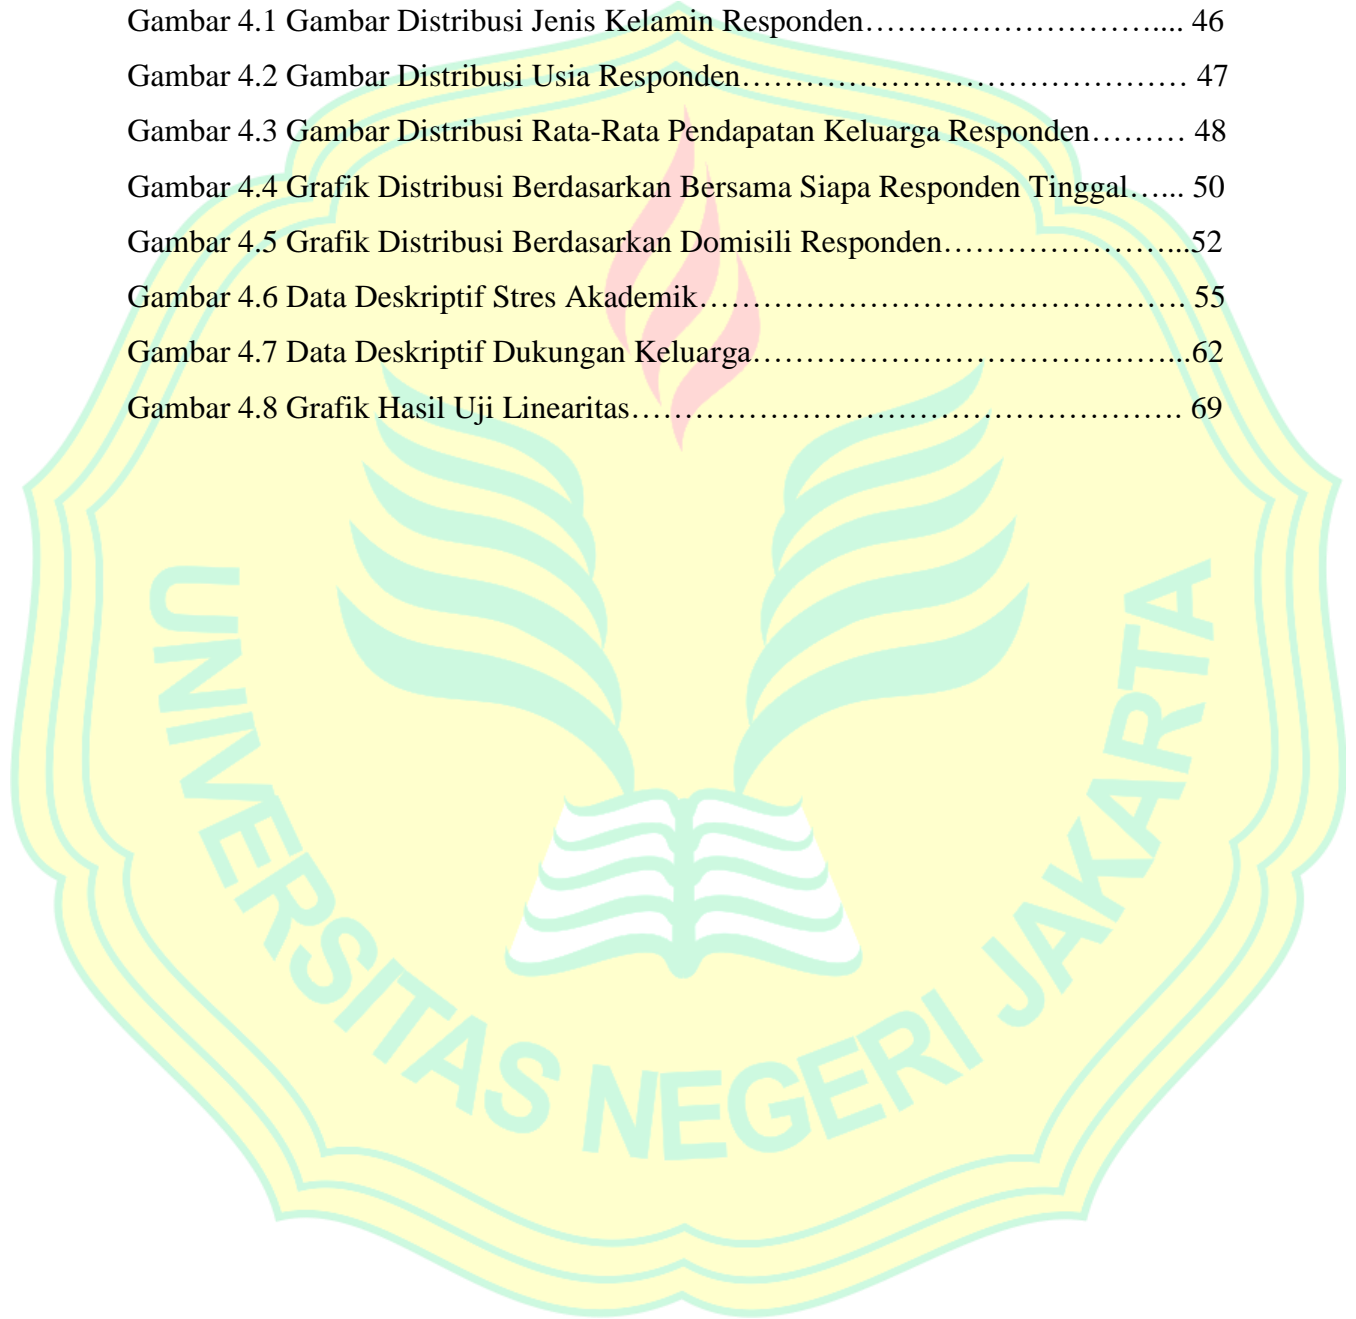 Gambar 4.1 Gambar Distribusi Jenis Kelamin Responden……………………….... 46
Gambar 4.2 Gambar Distribusi Usia Responden…………………………………… 47
Gambar 4.3 Gambar Distribusi Rata-Rata Pendapatan Keluarga Responden……… 48
Gambar 4.4 Grafik Distribusi Berdasarkan Bersama Siapa Responden Tinggal…... 50
Gambar 4.5 Grafik Distribusi Berdasarkan Domisili Responden…………………...52
Gambar 4.6 Data Deskriptif Stres Akademik………………………………………. 55
Gambar 4.7 Data Deskriptif Dukungan Keluarga…………………………………...62
Gambar 4.8 Grafik Hasil Uji Linearitas……………………………………………. 69
UNIVERSITAS NEGERI JAKARTA